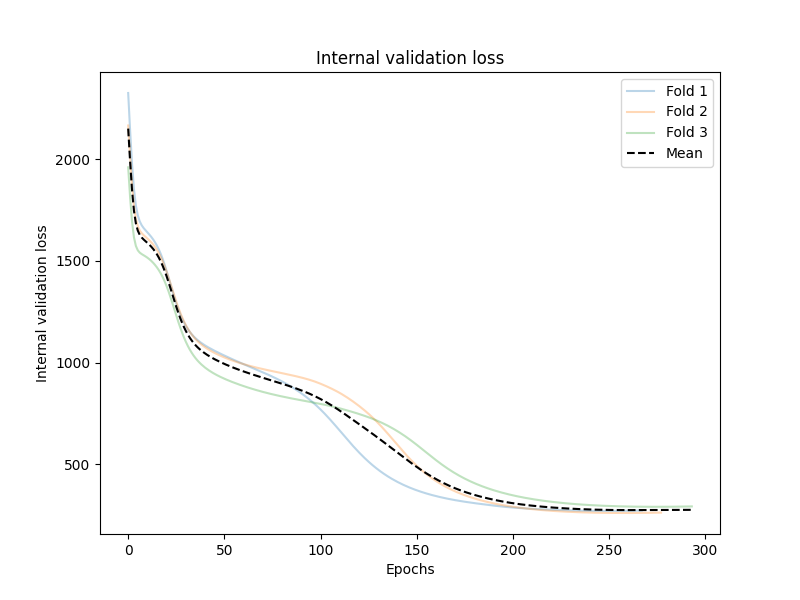 Internal validation loss
Fold 1
Fold 2
Fold 3
Mean
Internal validation loss
2000
1500
1000
500
0
50
100
150
200
250
300
Epochs